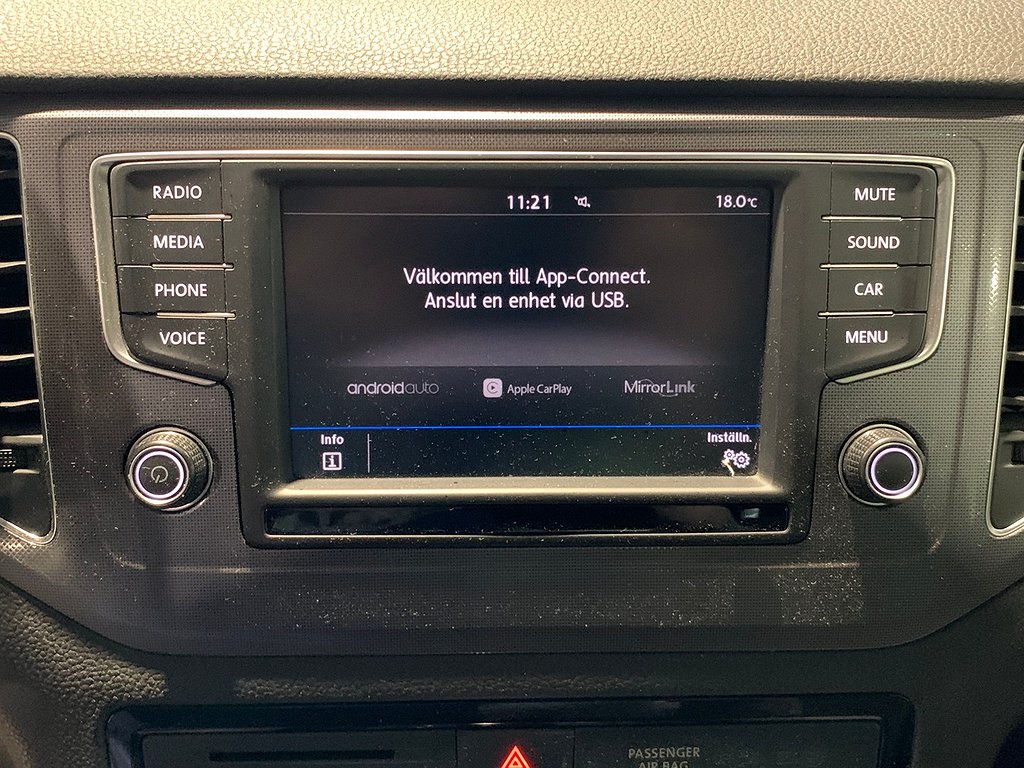 RADIO
MEDIA
PHONE
VOICE
11:21
18.0°C
Välkommen till App-Connect.
Anslut en enhet via USB.
androidauto
Apple CarPlay
MirrorLink
Info
Inställn.
MUTE
SOUND
CAR
MENU
PASSENGER
AIR BAG